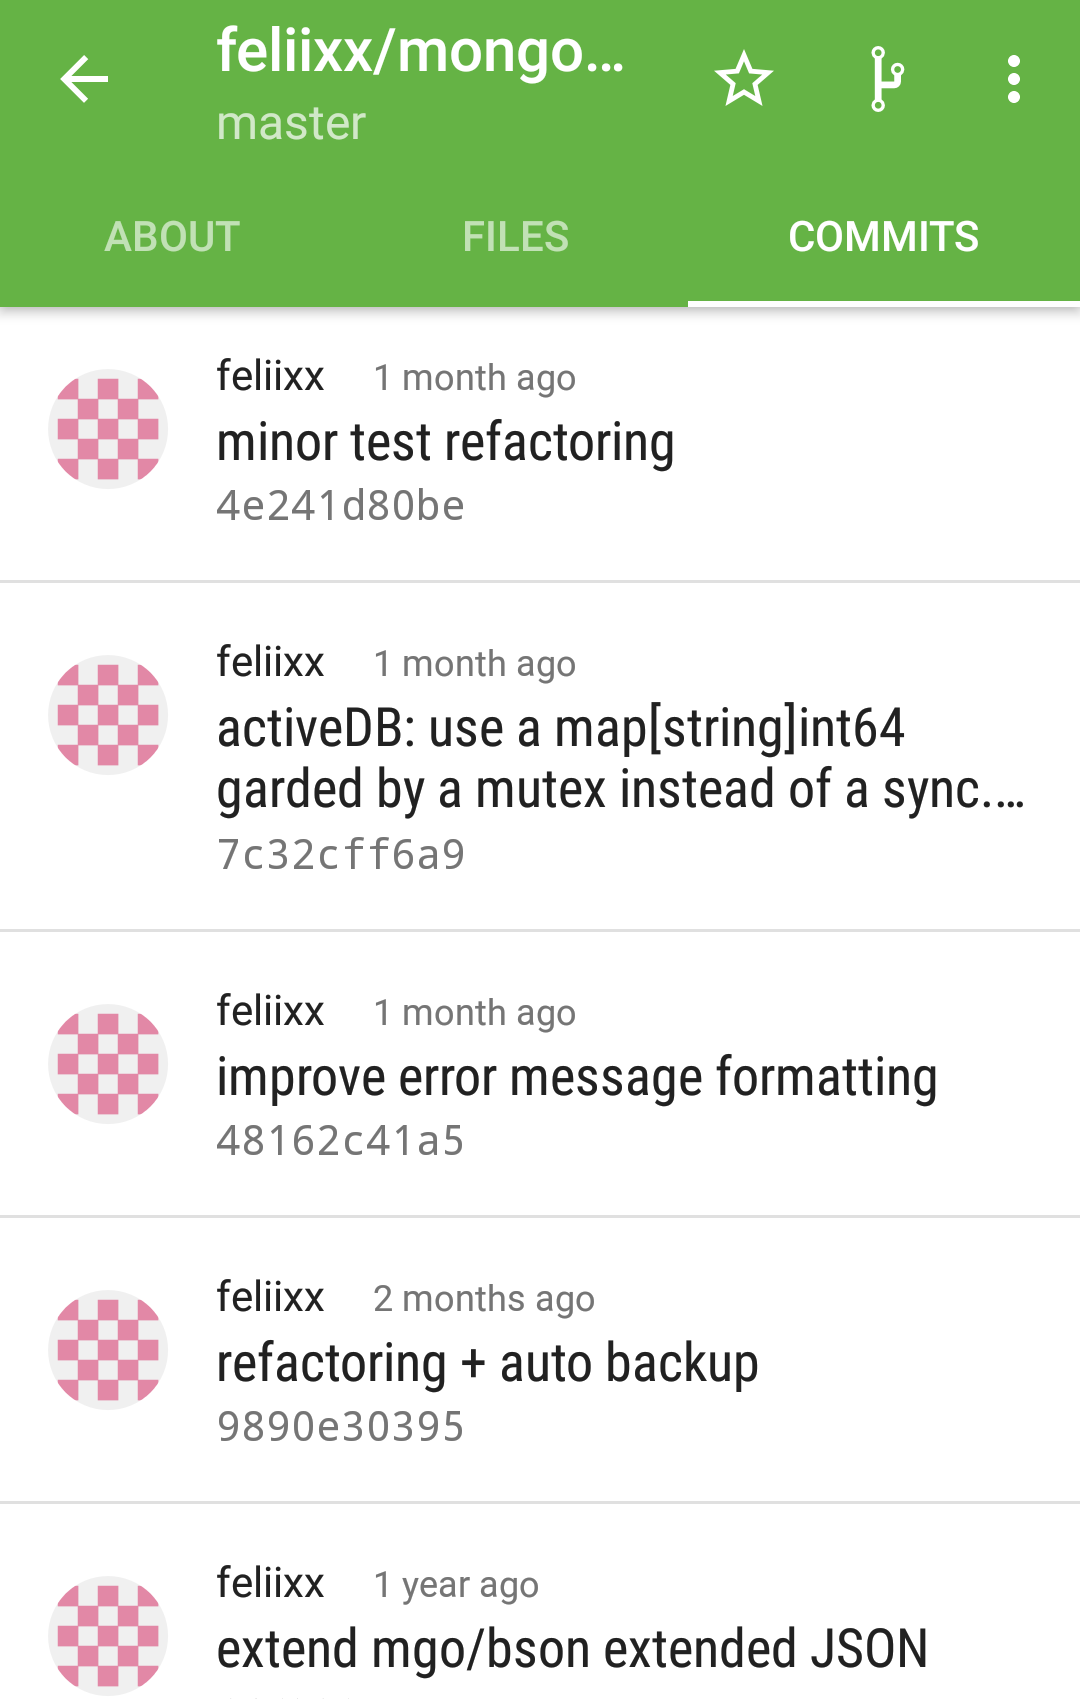 feliixx/mongo...
master
ABOUT
FILES
COMMITS
feliixx 1 month ago
minor test refactoring
4e241d80be
feliixx 1 month ago
activeDB: use a map[string]int64
garded by a mutex instead of a sync....
7c32cff6a9
feliixx 1 month ago
improve error message formatting
48162c41a5
feliixx 2 months ago
refactoring + auto backup
9890e30395
feliixx 1 year ago
extend mgo/bson extended JSON